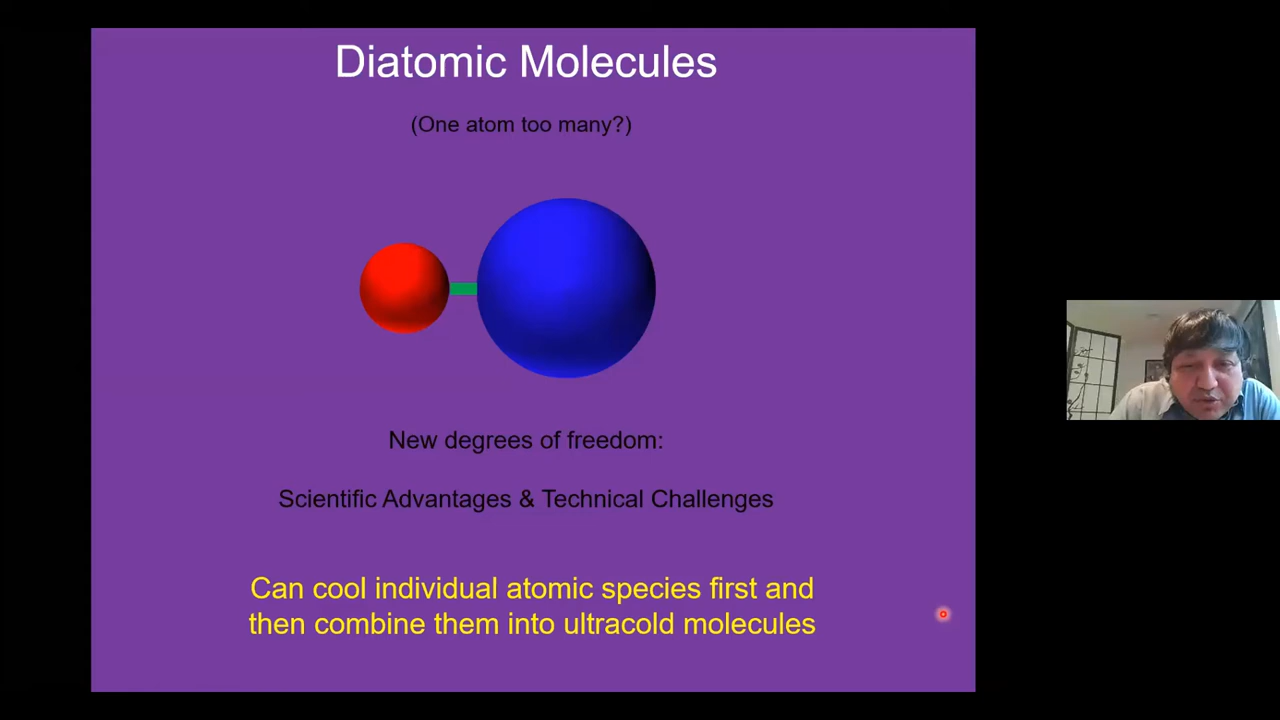 Diatomic Molecules
(One atom too many?)
New degrees of freedom:
Scientific Advantages & Technical Challenges
Can cool individual atomic species first and
then combine them into ultracold molecules